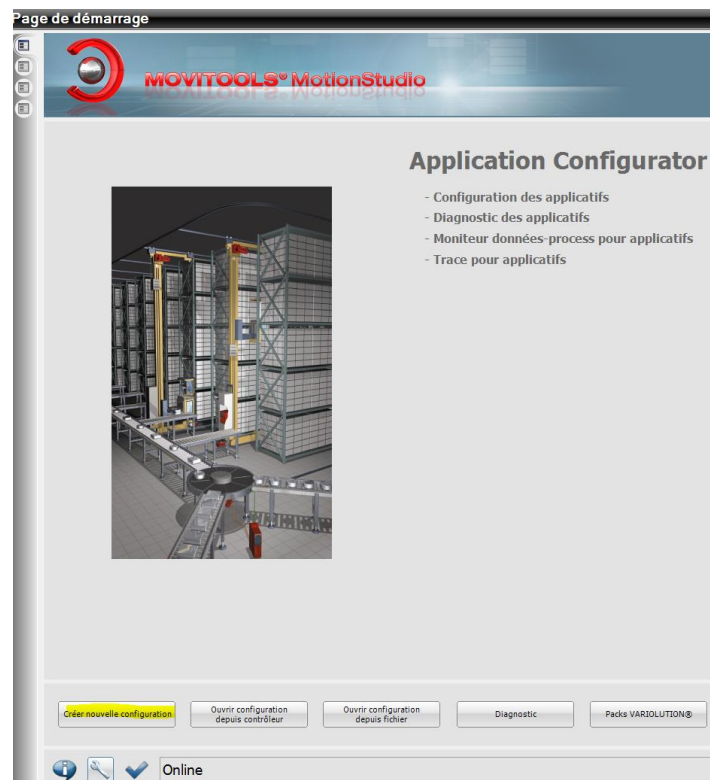 Page de démarrage
MOVITOOLS® MotionStudio
Application Configurator
- Configuration des applicatifs
- Diagnostic des applicatifs
- Moniteur données-process pour applicatifs
- Trace pour applicatifs
Créer nouvelle configuration
Ouvrir configuration
depuis contrôleur
Ouvrir configuration
depuis fichier
Diagnostic
Packs VARIOLUTION®
Online